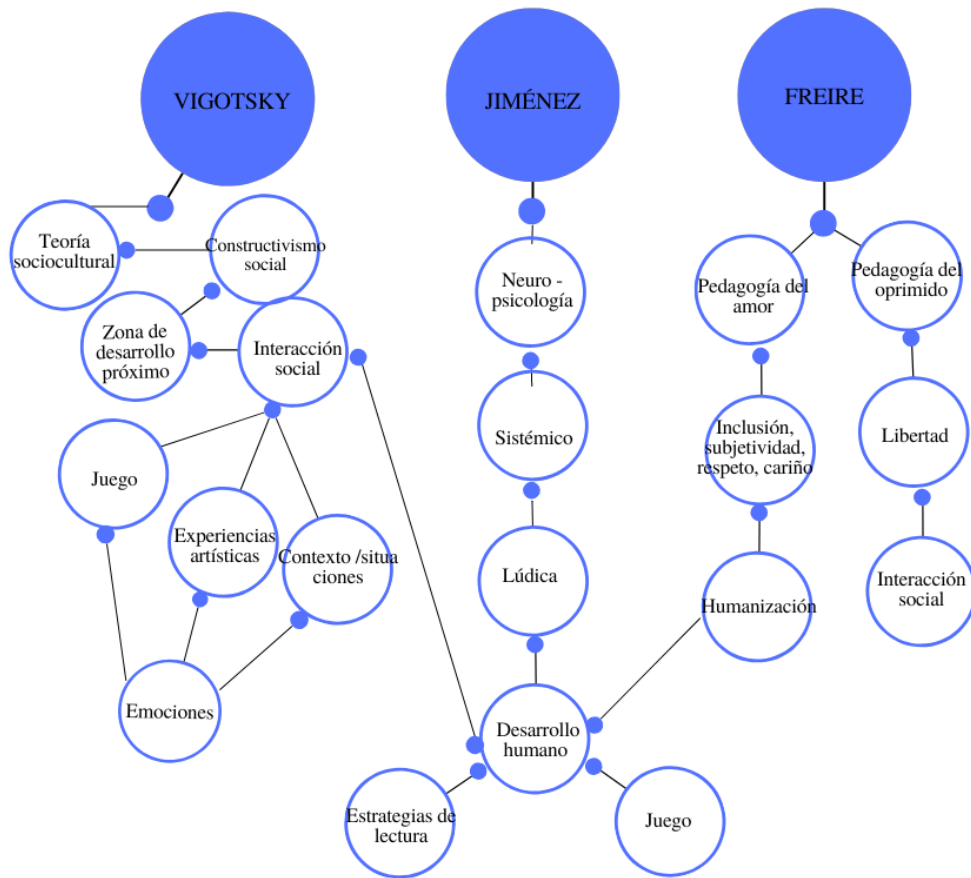 VIGOTSKY
JIMÉNEZ
FREIRE
Teoría
sociocultural
Constructivismo
social
Zona de
desarrollo
próximo
Interacción
social
Juego
Experiencias
artísticas
Contexto /situa
ciones
Emociones
Neuro -
psicología
Sistémico
Lúdica
Desarrollo
humano
Estrategias de
lectura
Juego
Pedagogía del
amor
Inclusión,
subjetividad,
respeto, cariño
Humanización
Pedagogía del
oprimido
Libertad
Interacción
social